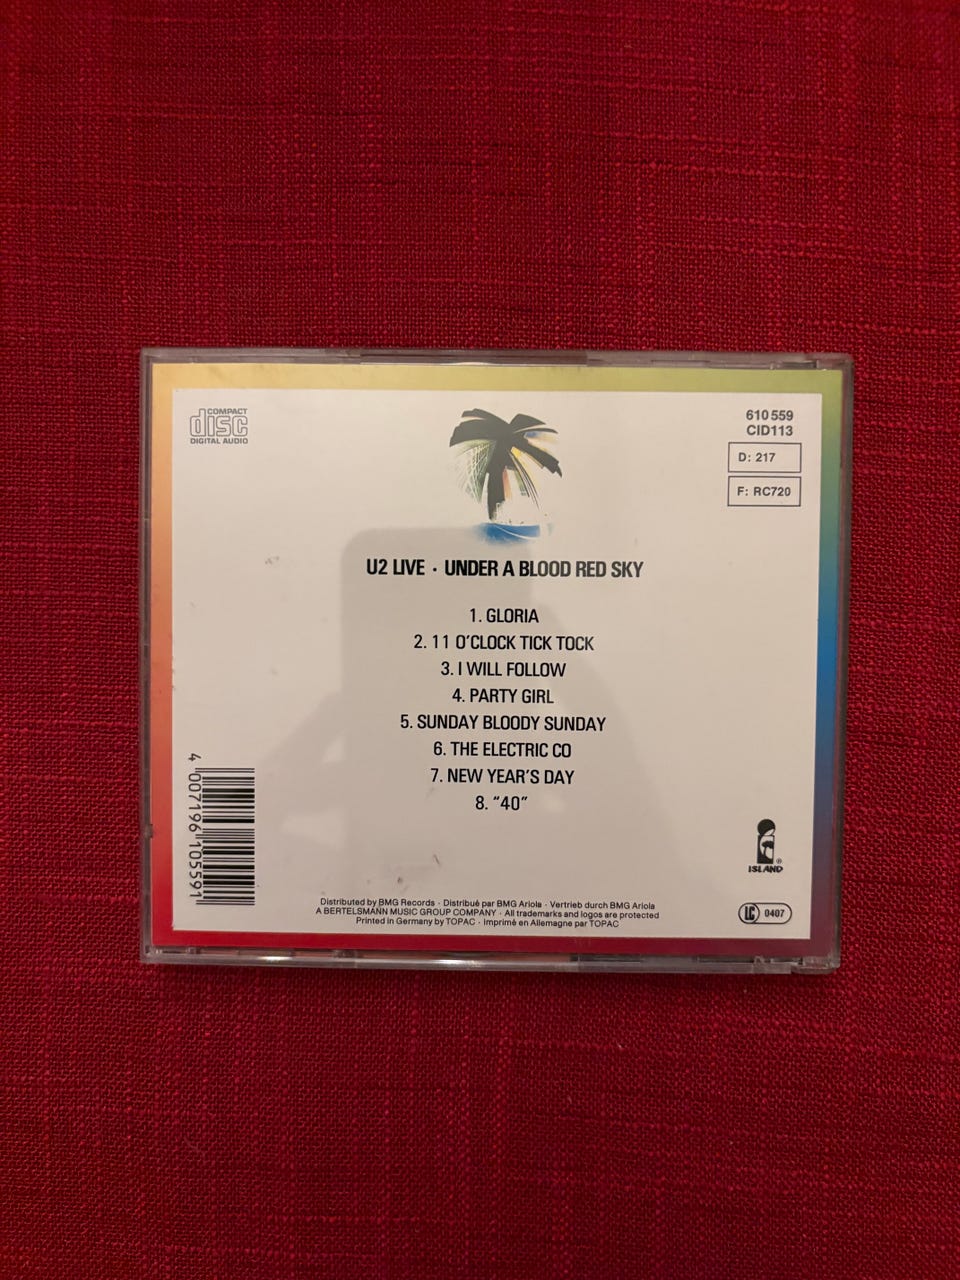 COMPACT
disc
DIGITAL AUDIO
610 559
CID113
D: 217
F: RC720
U2 LIVE · UNDER A BLOOD RED SKY
1. GLORIA
2. 11 O'CLOCK TICK TOCK
3. I WILL FOLLOW
4. PARTY GIRL
5. SUNDAY BLOODY SUNDAY
6. THE ELECTRIC CO
7. NEW YEAR'S DAY
8. "40"
4 007196 105591
ISLAND
®
Distributed by BMG Records · Distribué par BMG Ariola · Vertrieb durch BMG Ariola
A BERTELSMANN MUSIC GROUP COMPANY · All trademarks and logos are protected
Printed in Germany by TOPAC · Imprimé en Allemagne par TOPAC
LC 0407